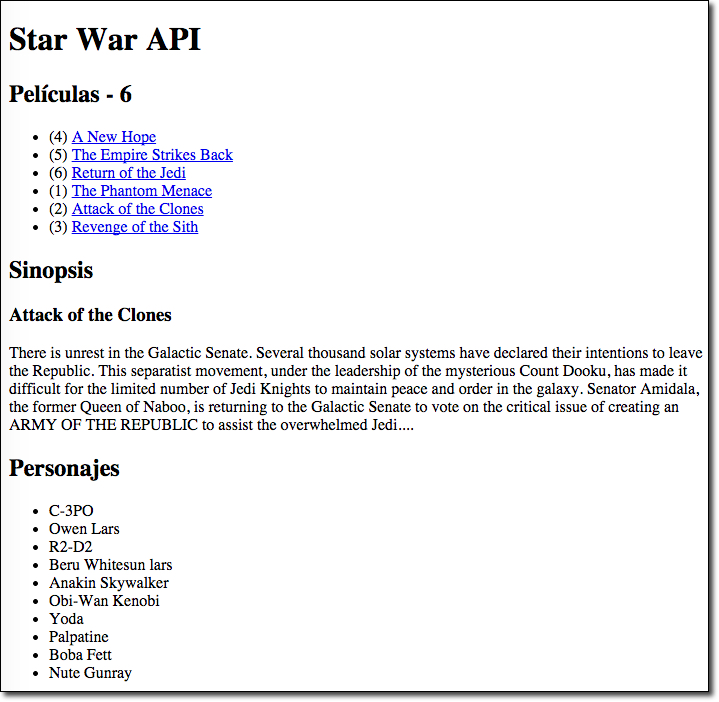 Star War API
Películas - 6
(4) A New Hope
(5) The Empire Strikes Back
(6) Return of the Jedi
(1) The Phantom Menace
(2) Attack of the Clones
(3) Revenge of the Sith
Sinopsis
Attack of the Clones
There is unrest in the Galactic Senate. Several thousand solar systems have declared their intentions to leave
the Republic. This separatist movement, under the leadership of the mysterious Count Dooku, has made it
difficult for the limited number of Jedi Knights to maintain peace and order in the galaxy. Senator Amidala,
the former Queen of Naboo, is returning to the Galactic Senate to vote on the critical issue of creating an
ARMY OF THE REPUBLIC to assist the overwhelmed Jedi....
Personajes
C-3PO
Owen Lars
R2-D2
Beru Whitesun lars
Anakin Skywalker
Obi-Wan Kenobi
Yoda
Palpatine
Boba Fett
Nute Gunray